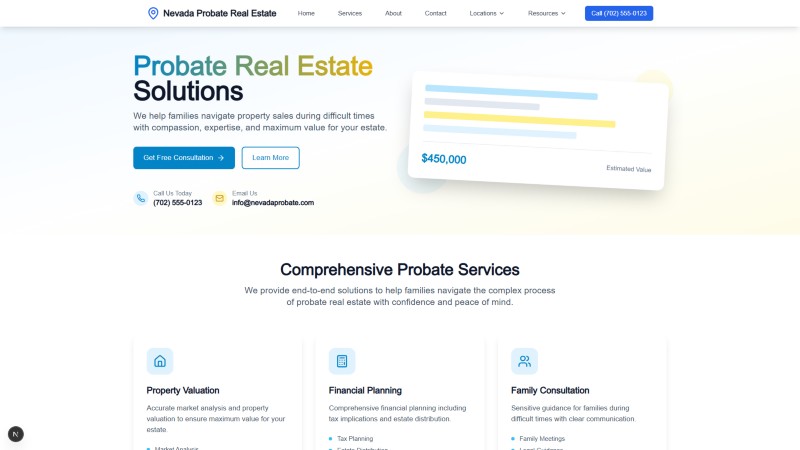 Nevada Probate Real Estate
Home
Services
About
Contact
Locations
Resources
Call (702) 555-0123
Probate Real Estate
Solutions
We help families navigate property sales during difficult times
with compassion, expertise, and maximum value for your estate.
Get Free Consultation
Learn More
Call Us Today
(702) 555-0123
Email Us
info@nevadaprobate.com
$450,000
Estimated Value
Comprehensive Probate Services
We provide end-to-end solutions to help families navigate the complex process
of probate real estate with confidence and peace of mind.
Property Valuation
Accurate market analysis and property
valuation to ensure maximum value for your
estate.
Market Analysis
Financial Planning
Comprehensive financial planning including
tax implications and estate distribution.
Tax Planning
Estate Distribution
Family Consultation
Sensitive guidance for families during
difficult times with clear communication.
Family Meetings
Legal Guidance
N